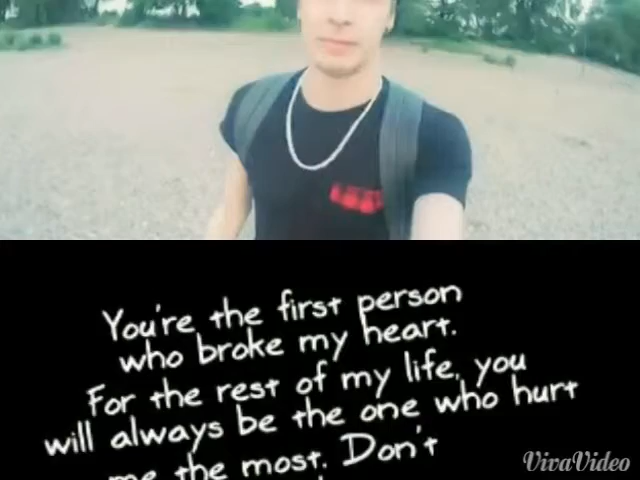 You're the first person
who broke my heart.
For the rest of my life, you
will always be the one who hurt
me the most. Don't
VivaVideo